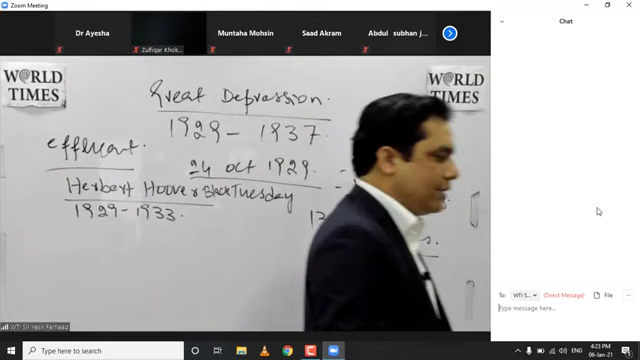 Zoom Meeting
Chat
Dr Ayesha
Zulfiqar Khok...
Muntaha Mohsin
Saad Akram
Abdul subhan j...
W@RLD
TIMES
W@RLD
TIMES
Great Depression.
1929 - 1937.
effluent.
24 Oct 1929.
Herbert Hoover Black Tuesday
1929-1933.
WTI Sir Yasir Farhaad
To: WTI S... (Direct Message) File ...
Type message here...
Type here to search
4:23 PM
06-Jan-21